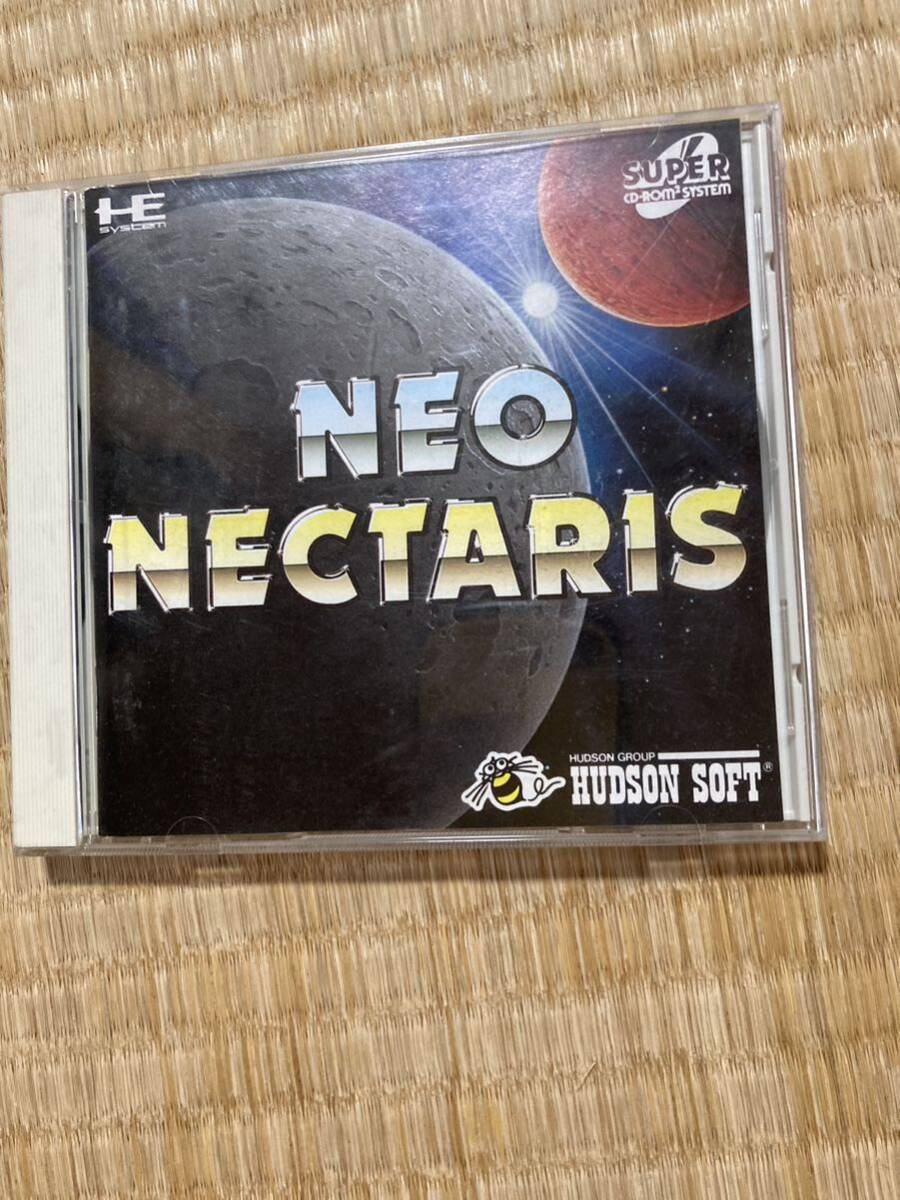 HE
system
SUPER
CD-ROM² SYSTEM
NEO
NECTARIS
HUDSON GROUP
HUDSON SOFT®